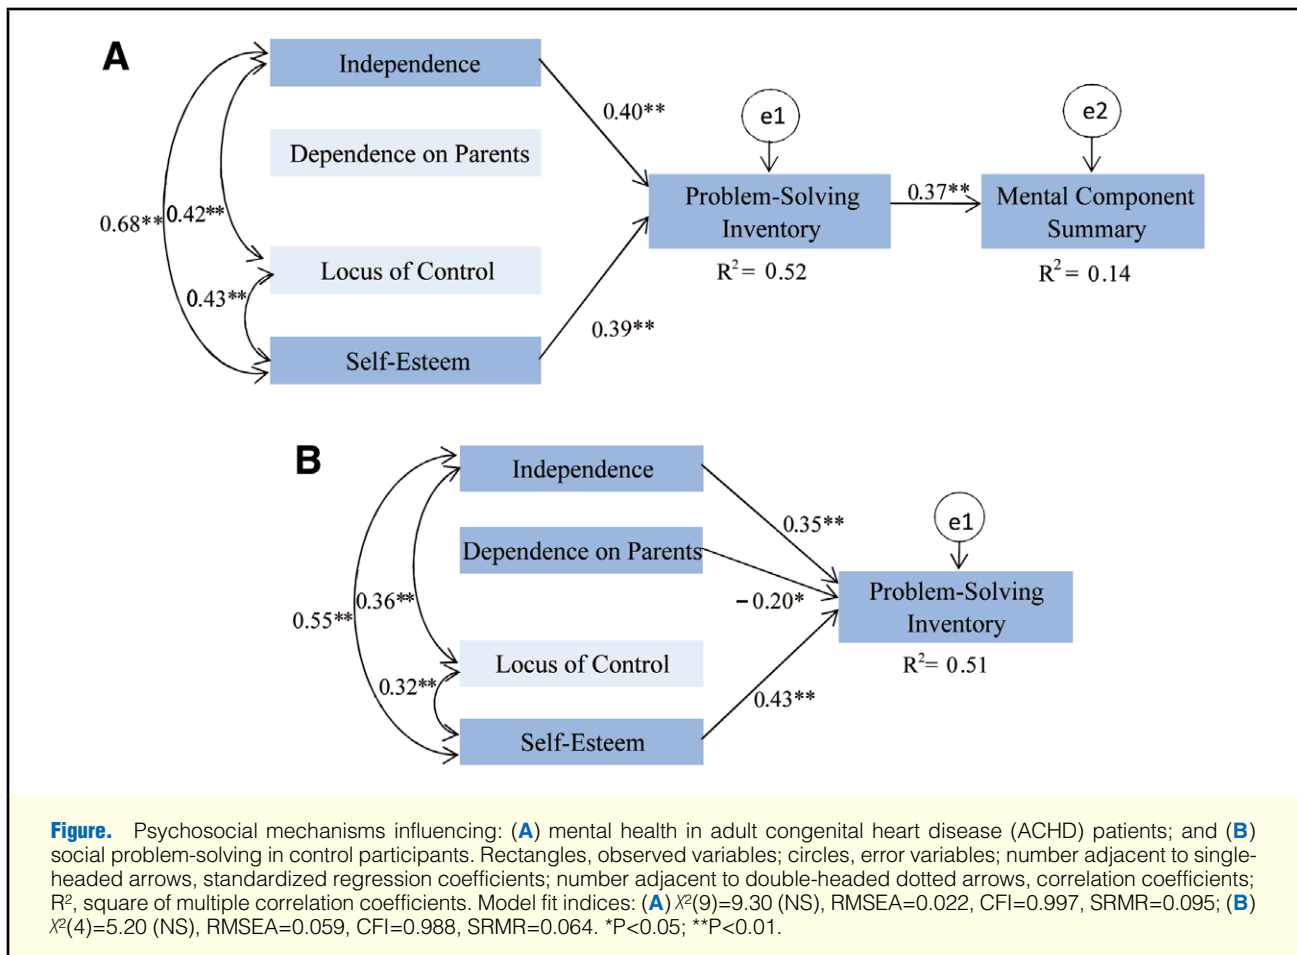 A
Independence
0.40**
e1
e2
Dependence on Parents
Problem-Solving
Inventory
0.37**
Mental Component
Summary
0.68**
0.42**
R² = 0.52
R² = 0.14
Locus of Control
0.43**
0.39**
Self-Esteem
B
Independence
0.35**
e1
Dependence on Parents
−0.20*
Problem-Solving
Inventory
0.55**
0.36**
R²= 0.51
Locus of Control
0.32**
0.43**
Self-Esteem
Figure. Psychosocial mechanisms influencing: (A) mental health in adult congenital heart disease (ACHD) patients; and (B)
social problem-solving in control participants. Rectangles, observed variables; circles, error variables; number adjacent to single-
headed arrows, standardized regression coefficients; number adjacent to double-headed dotted arrows, correlation coefficients;
R², square of multiple correlation coefficients. Model fit indices: (A) χ²(9)=9.30 (NS), RMSEA=0.022, CFI=0.997, SRMR=0.095; (B)
χ²(4)=5.20 (NS), RMSEA=0.059, CFI=0.988, SRMR=0.064. *P<0.05; **P<0.01.